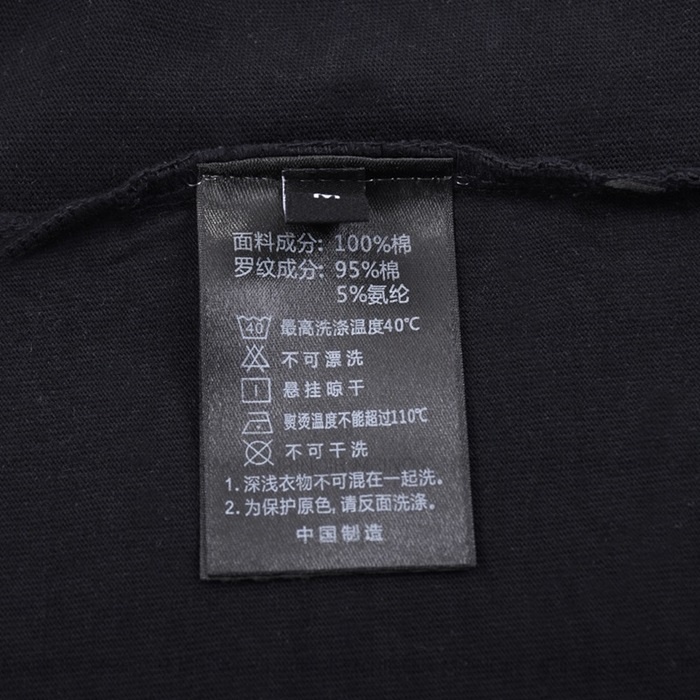 M
面料成分: 100%棉
罗纹成分: 95%棉
5%氨纶
40 最高洗涤温度40℃
不可漂洗
悬挂晾干
熨烫温度不能超过110℃
不可干洗
1. 深浅衣物不可混在一起洗。
2. 为保护原色, 请反面洗涤。
中国制造